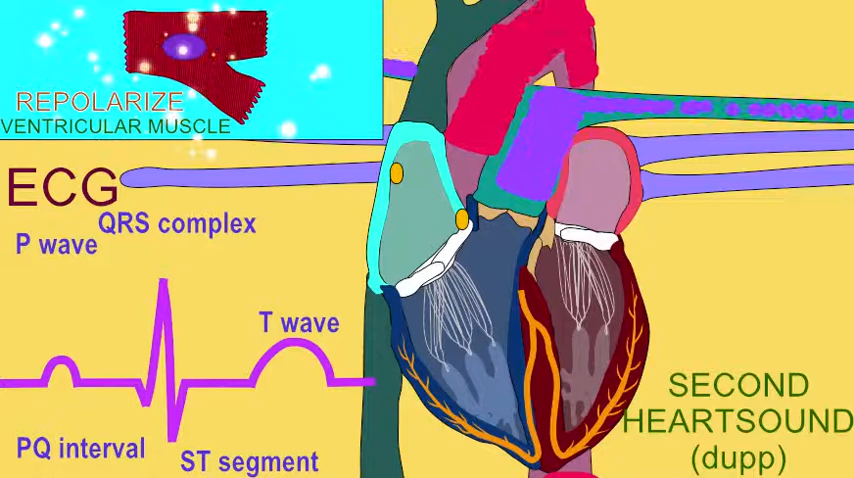 REPOLARIZE
VENTRICULAR MUSCLE
ECG
QRS complex
P wave
T wave
PQ interval
ST segment
SECOND
HEARTSOUND
(dupp)